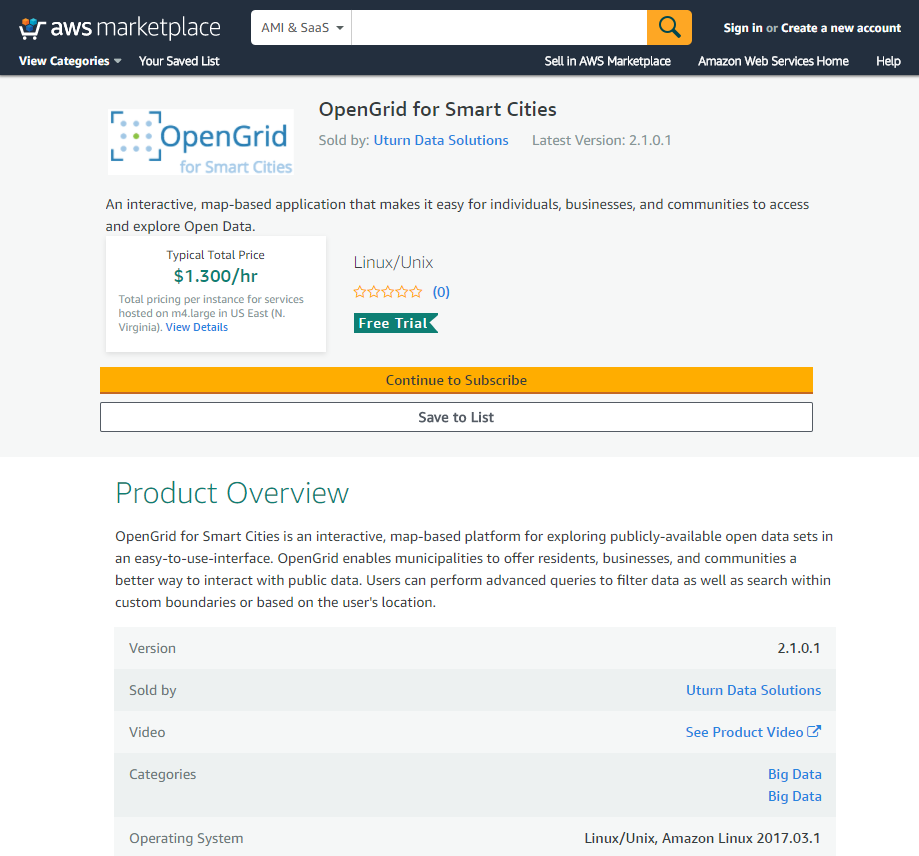 aws marketplace
AMI & SaaS
Sign in or Create a new account
View Categories
Your Saved List
Sell in AWS Marketplace
Amazon Web Services Home
Help
OpenGrid
for Smart Cities
OpenGrid for Smart Cities
Sold by: Uturn Data Solutions
Latest Version: 2.1.0.1
An interactive, map-based application that makes it easy for individuals, businesses, and communities to access
and explore Open Data.
Typical Total Price
$1.300/hr
Total pricing per instance for services
hosted on m4.large in US East (N.
Virginia). View Details
Linux/Unix
(0)
Free Trial
Continue to Subscribe
Save to List
Product Overview
OpenGrid for Smart Cities is an interactive, map-based platform for exploring publicly-available open data sets in
an easy-to-use-interface. OpenGrid enables municipalities to offer residents, businesses, and communities a
better way to interact with public data. Users can perform advanced queries to filter data as well as search within
custom boundaries or based on the user's location.
Version
2.1.0.1
Sold by
Uturn Data Solutions
Video
See Product Video
Categories
Big Data
Big Data
Operating System
Linux/Unix, Amazon Linux 2017.03.1